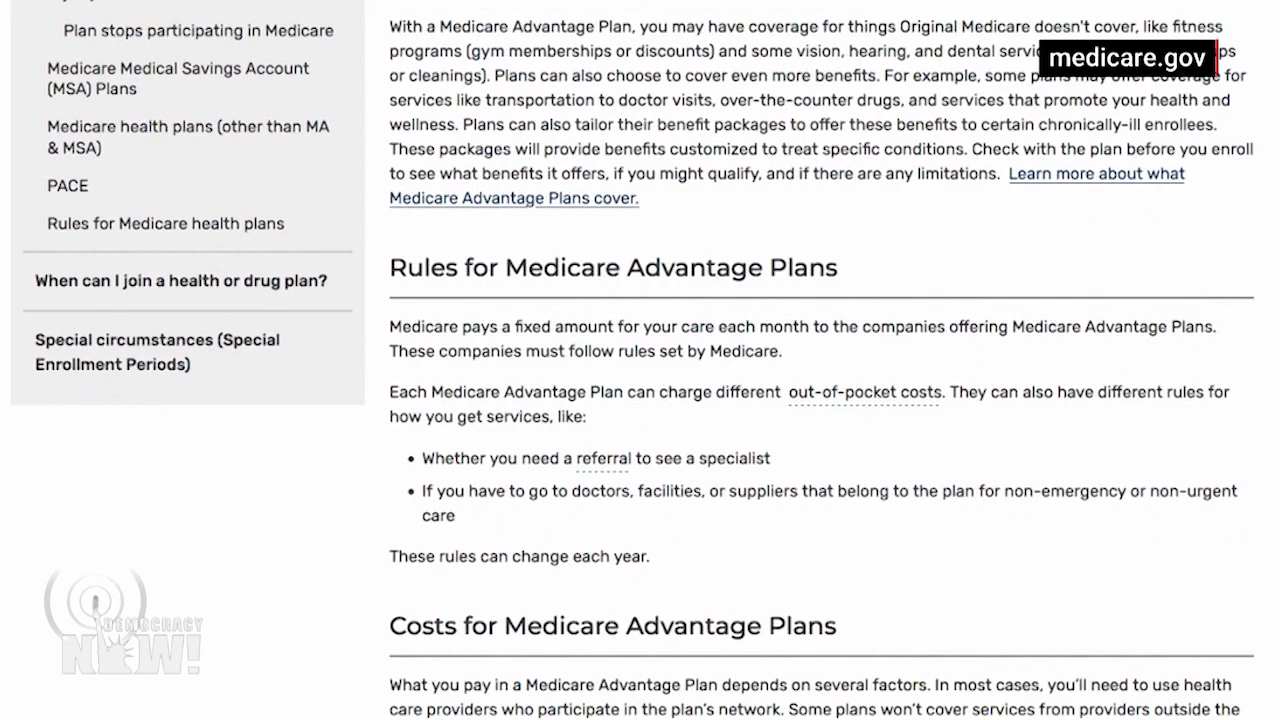 Plan stops participating in Medicare
Medicare Medical Savings Account
(MSA) Plans
Medicare health plans (other than MA
& MSA)
PACE
Rules for Medicare health plans
When can I join a health or drug plan?
Special circumstances (Special
Enrollment Periods)
With a Medicare Advantage Plan, you may have coverage for things Original Medicare doesn't cover, like fitness
programs (gym memberships or discounts) and some vision, hearing, and dental
medicare.gov
or cleanings). Plans can also choose to cover even more benefits. For example, some plans may offer coverage for
services like transportation to doctor visits, over-the-counter drugs, and services that promote your health and
wellness. Plans can also tailor their benefit packages to offer these benefits to certain chronically-ill enrollees.
These packages will provide benefits customized to treat specific conditions. Check with the plan before you enroll
to see what benefits it offers, if you might qualify, and if there are any limitations. Learn more about what
Medicare Advantage Plans cover.
Rules for Medicare Advantage Plans
Medicare pays a fixed amount for your care each month to the companies offering Medicare Advantage Plans.
These companies must follow rules set by Medicare.
Each Medicare Advantage Plan can charge different out-of-pocket costs. They can also have different rules for
how you get services, like:
• Whether you need a referral to see a specialist
• If you have to go to doctors, facilities, or suppliers that belong to the plan for non-emergency or non-urgent
care
These rules can change each year.
Costs for Medicare Advantage Plans
What you pay in a Medicare Advantage Plan depends on several factors. In most cases, you'll need to use health
care providers who participate in the plan's network. Some plans won't cover services from providers outside the
DEMOCRACY
NOW!